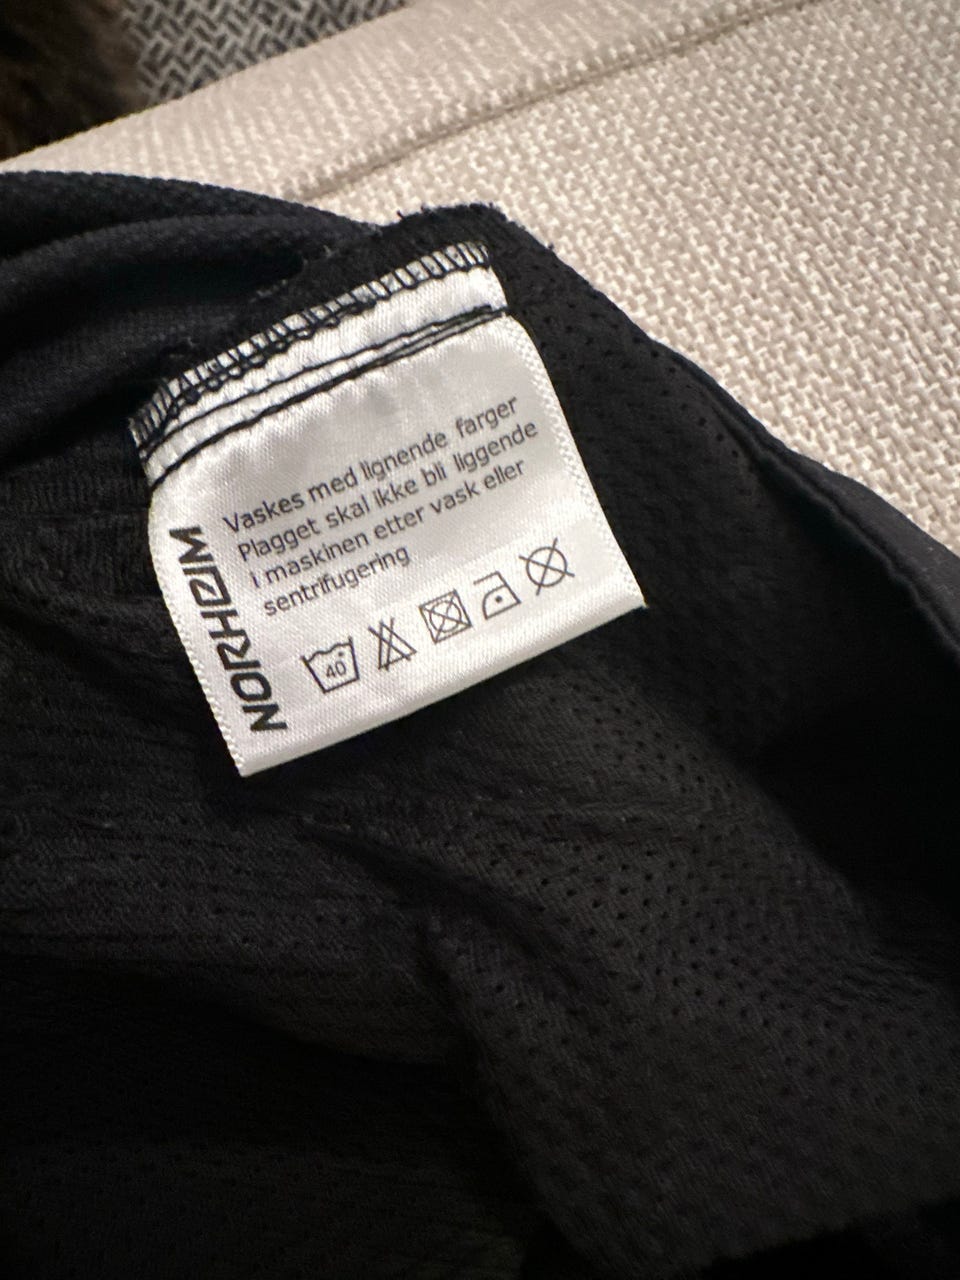 Vaskes med lignende farger
Plagget skal ikke bli liggende
i maskinen etter vask eller
sentrifugering
40°
NORHEIM